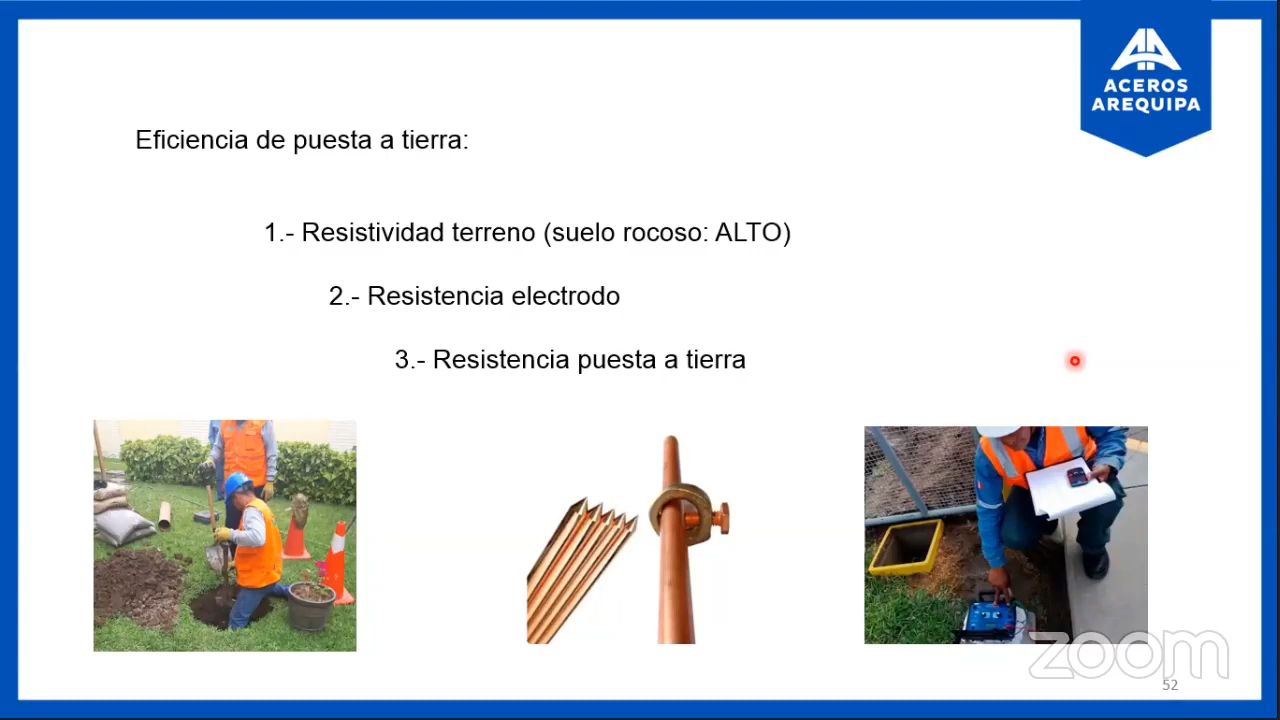 ACEROS
AREQUIPA
Eficiencia de puesta a tierra:
1.- Resistividad terreno (suelo rocoso: ALTO)
2.- Resistencia electrodo
3.- Resistencia puesta a tierra
zoom
52